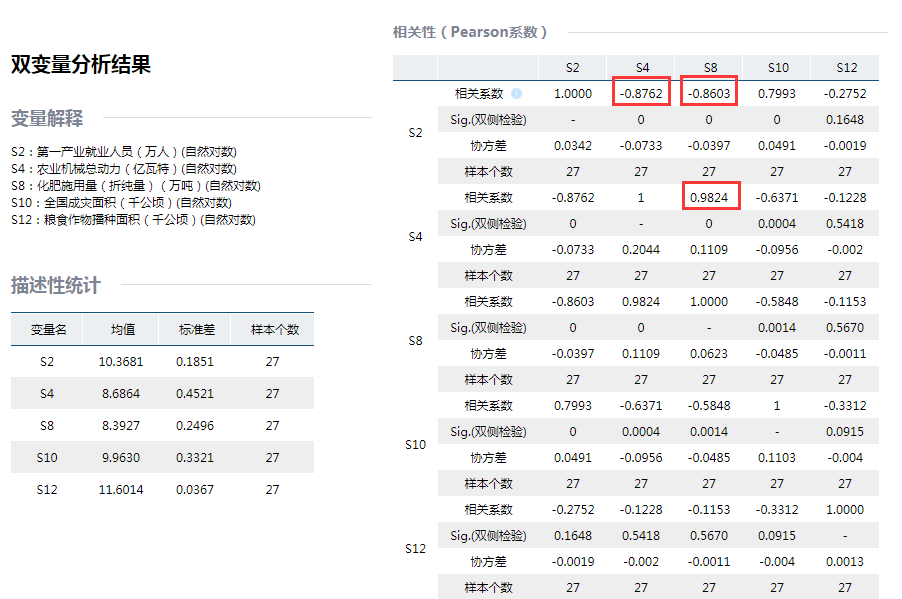 双变量分析结果
变量解释
S2：第一产业就业人员（万人）(自然对数)
S4：农业机械总动力（亿瓦特）(自然对数)
S8：化肥施用量（折纯量）（万吨）(自然对数)
S10：全国成灾面积（千公顷）(自然对数)
S12：粮食作物播种面积（千公顷）(自然对数)
描述性统计
变量名 均值 标准差 样本个数
S2 10.3681 0.1851 27
S4 8.6864 0.4521 27
S8 8.3927 0.2496 27
S10 9.9630 0.3321 27
S12 11.6014 0.0367 27
相关性（Pearson系数）
S2 S4 S8 S10 S12
S2
相关系数 1.0000 -0.8762 -0.8603 0.7993 -0.2752
Sig.(双侧检验) - 0 0 0 0.1648
协方差 0.0342 -0.0733 -0.0397 0.0491 -0.0019
样本个数 27 27 27 27 27
S4
相关系数 -0.8762 1 0.9824 -0.6371 -0.1228
Sig.(双侧检验) 0 - 0 0.0004 0.5418
协方差 -0.0733 0.2044 0.1109 -0.0956 -0.002
样本个数 27 27 27 27 27
S8
相关系数 -0.8603 0.9824 1.0000 -0.5848 -0.1153
Sig.(双侧检验) 0 0 - 0.0014 0.5670
协方差 -0.0397 0.1109 0.0623 -0.0485 -0.0011
样本个数 27 27 27 27 27
S10
相关系数 0.7993 -0.6371 -0.5848 1 -0.3312
Sig.(双侧检验) 0 0.0004 0.0014 - 0.0915
协方差 0.0491 -0.0956 -0.0485 0.1103 -0.004
样本个数 27 27 27 27 27
S12
相关系数 -0.2752 -0.1228 -0.1153 -0.3312 1.0000
Sig.(双侧检验) 0.1648 0.5418 0.5670 0.0915 -
协方差 -0.0019 -0.002 -0.0011 -0.004 0.0013
样本个数 27 27 27 27 27